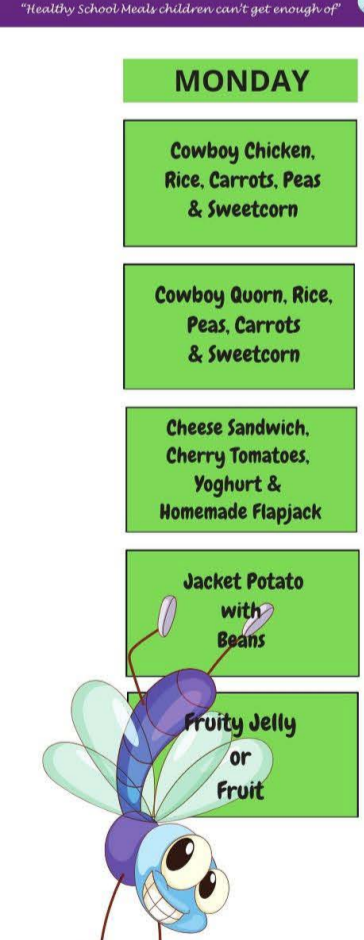 "Healthy School Meals children can't get enough of"
MONDAY
Cowboy Chicken,
Rice, Carrots, Peas
& Sweetcorn
Cowboy Quorn, Rice,
Peas, Carrots
& Sweetcorn
Cheese Sandwich,
Cherry Tomatoes,
Yoghurt &
Homemade Flapjack
Jacket Potato
with
Beans
Fruity Jelly
or
Fruit